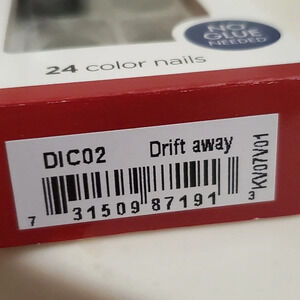 NO GLUE NEEDED
24 color nails
DIC02 Drift away
7 31509 87191 3
KV07V01